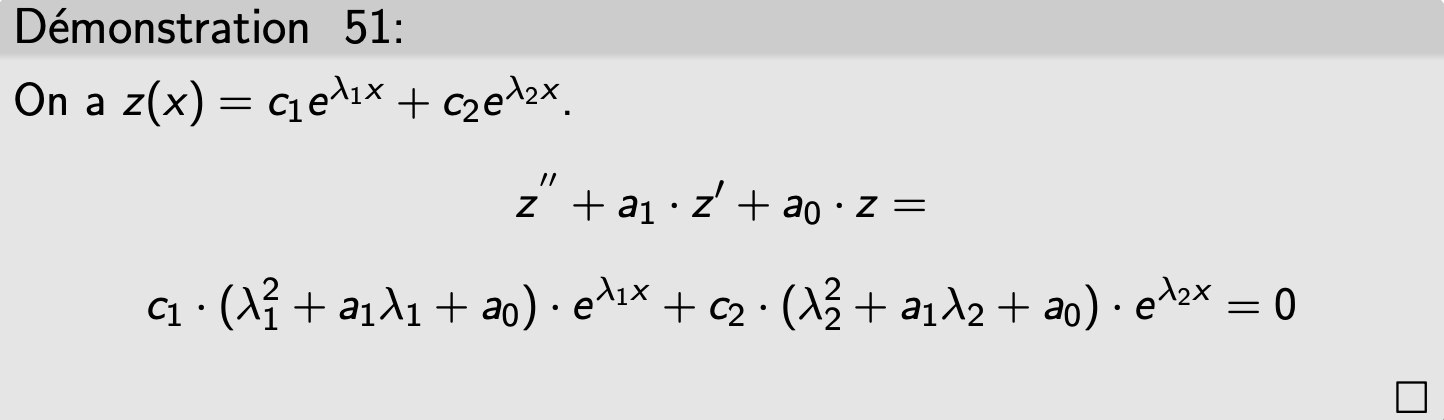 Démonstration 51:
On a z(x) = c₁e^{λ₁x} + c₂e^{λ₂x}.
z'' + a₁ · z' + a₀ · z =
c₁ · (λ₁² + a₁λ₁ + a₀) · e^{λ₁x} + c₂ · (λ₂² + a₁λ₂ + a₀) · e^{λ₂x} = 0
□